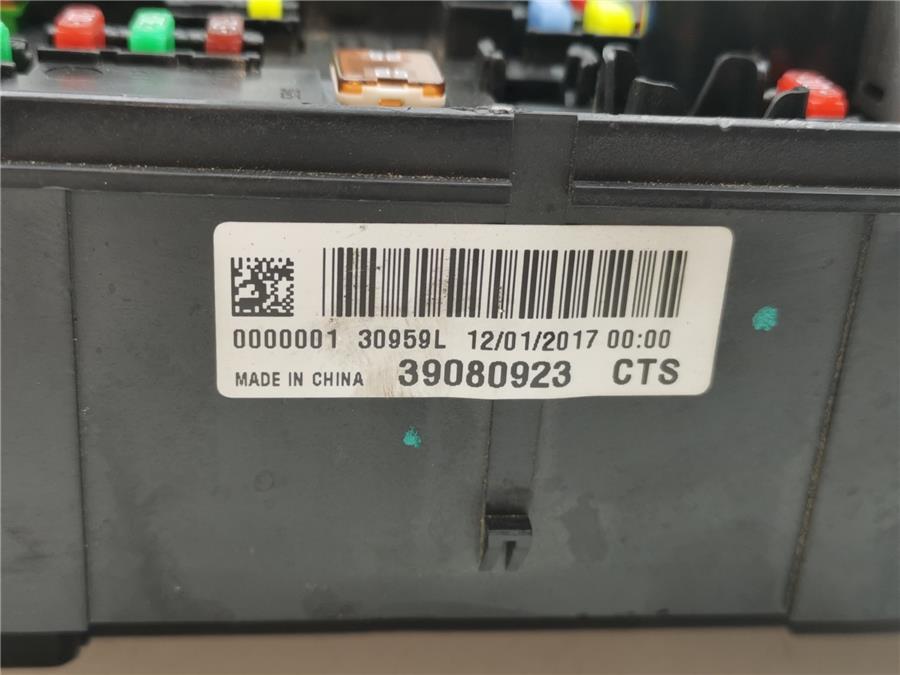 0000001 30959L 12/01/2017 00:00
MADE IN CHINA 39080923 CTS